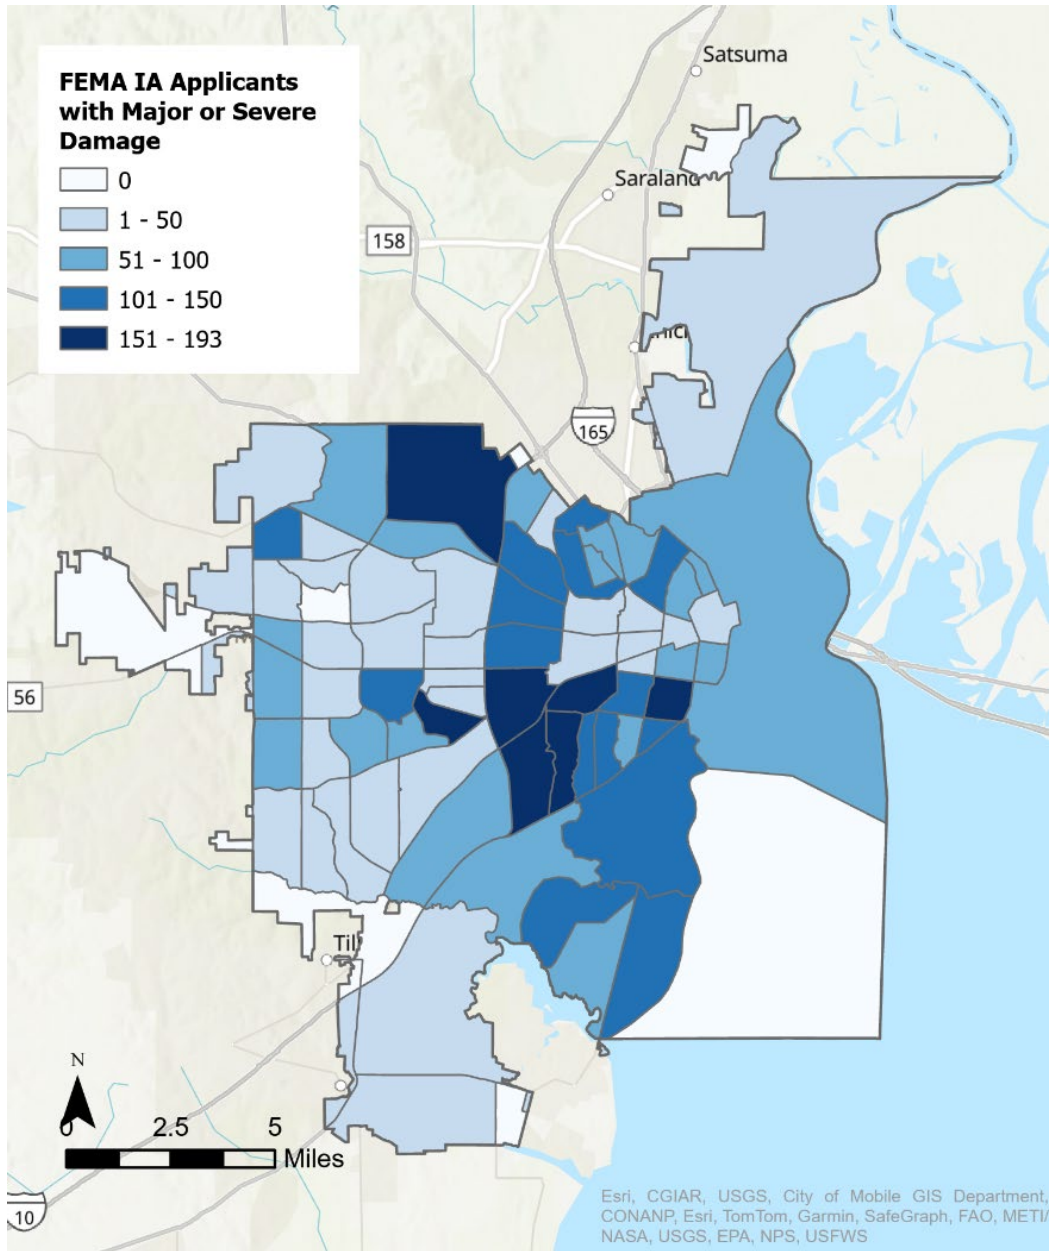 FEMA IA Applicants
with Major or Severe
Damage
0
1 - 50
51 - 100
101 - 150
151 - 193
Satsuma
Saraland
158
165
56
N
0 2.5 5
Miles
10
Esri, CGIAR, USGS, City of Mobile GIS Department,
CONANP, Esri, TomTom, Garmin, SafeGraph, FAO, METI/
NASA, USGS, EPA, NPS, USFWS